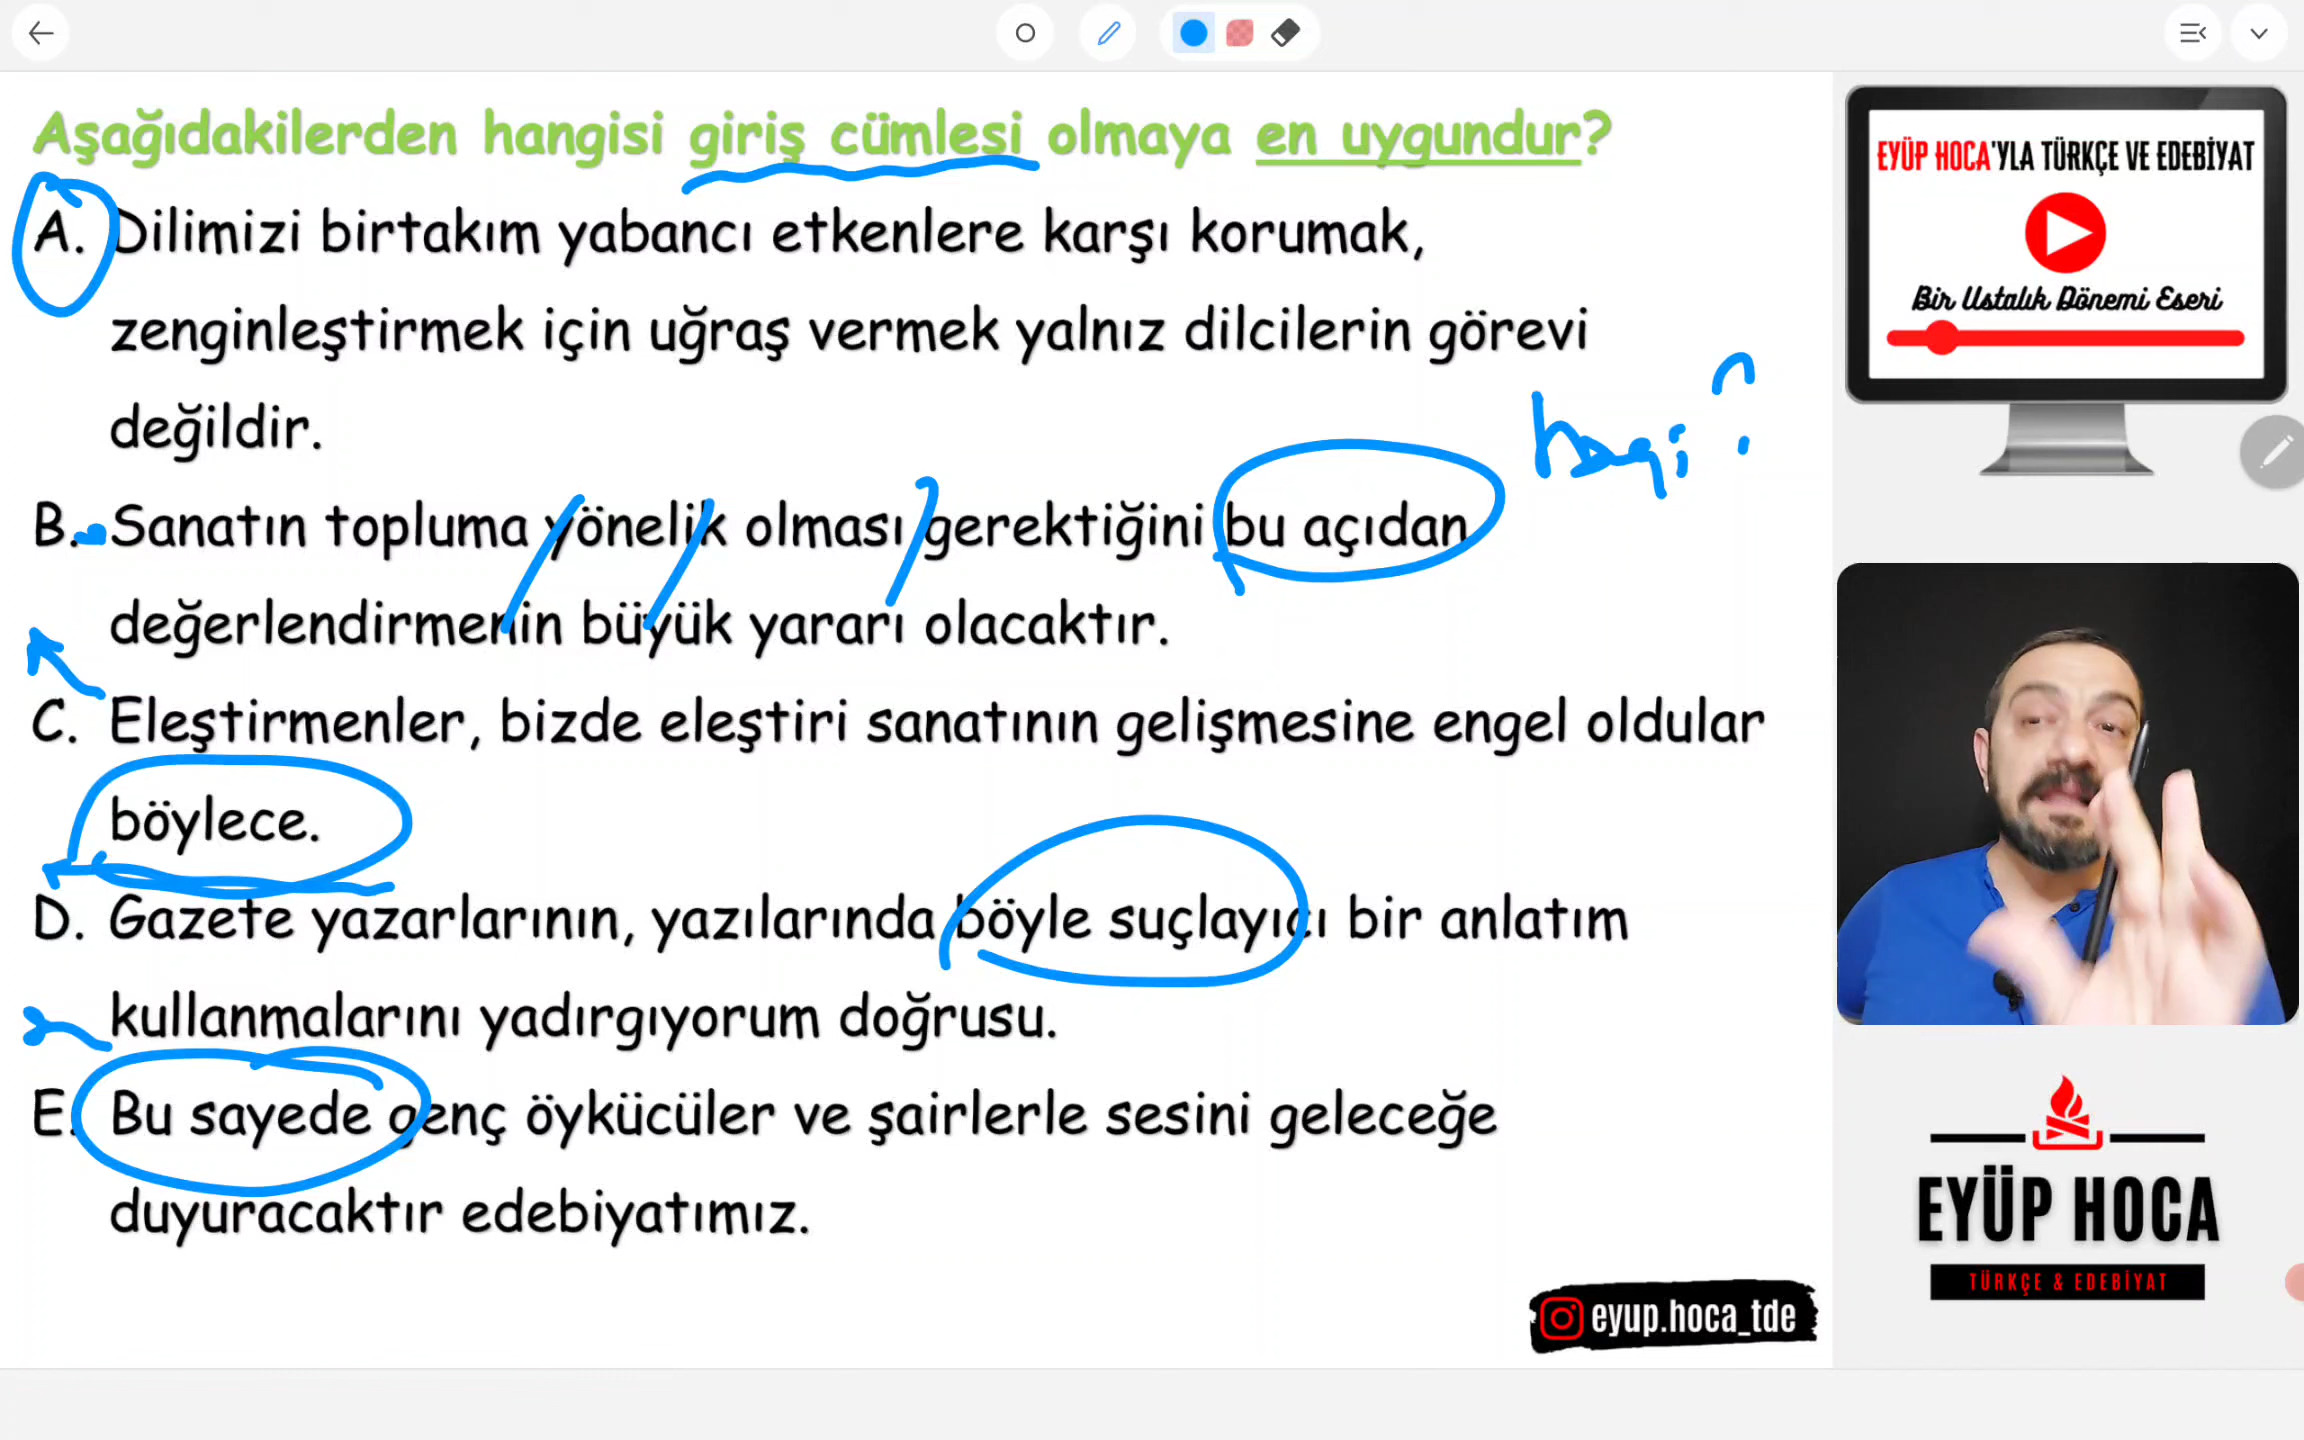 Aşağıdakilerden hangisi giriş cümlesi olmaya en uygundur?
A. Dilimizi birtakım yabancı etkenlere karşı korumak,
zenginleştirmek için uğraş vermek yalnız dilcilerin görevi
değildir.
B. Sanatın topluma yönelik olması gerektiğini bu açıdan
değerlendirmenin büyük yararı olacaktır.
C. Eleştirmenler, bizde eleştiri sanatının gelişmesine engel oldular
böylece.
D. Gazete yazarlarının, yazılarında böyle suçlayıcı bir anlatım
kullanmalarını yadırgıyorum doğrusu.
E. Bu sayede genç öykücüler ve şairlerle sesini geleceğe
duyuracaktır edebiyatımız.
EYÜP HOCA'YLA TÜRKÇE VE EDEBİYAT
Bir Ustalık Dönemi Eseri
EYÜP HOCA
TÜRKÇE & EDEBİYAT
eyup.hoca_tde